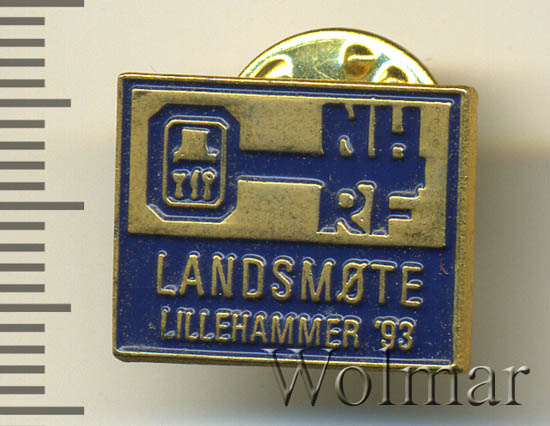 NH
RF
LANDSMØTE
LILLEHAMMER '93
Wolmar